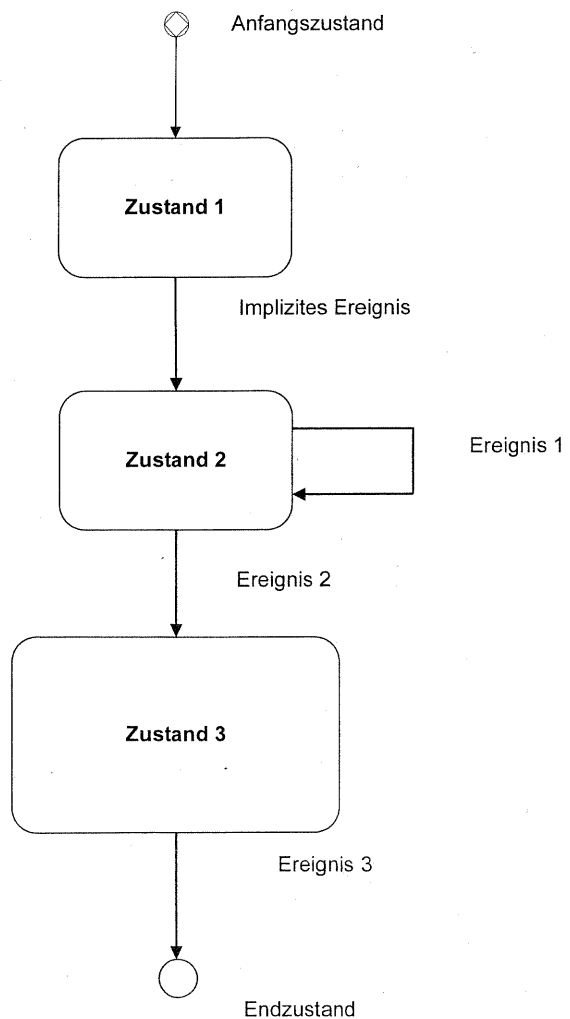 Anfangszustand
Zustand 1
Implizites Ereignis
Zustand 2
Ereignis 1
Ereignis 2
Zustand 3
Ereignis 3
Endzustand